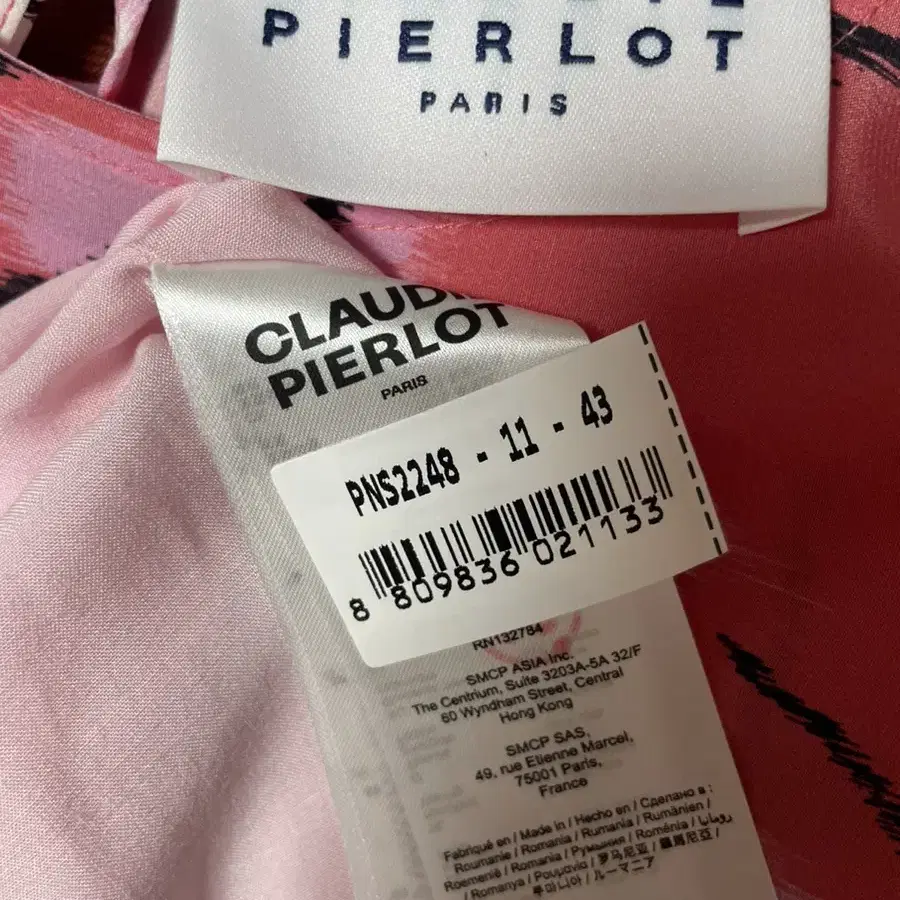 PIERLOT
PARIS
CLAUDIE
PIERLOT
PARIS
PNS2248 - 11 - 43
8 809836 021133
RN132784
SMCP ASIA Inc.
The Centrium, Suite 3203A-5A 32/F
60 Wyndham Street, Central
Hong Kong
SMCP SAS,
49, rue Etienne Marcel,
75001 Paris,
France
Fabriqué en / Made in / Hecho en / Сделано в :
Roumanie / Romania / Rumania / Rumänien /
Roemenië / Romania / Румыния / Roménia / رومانيا
/ Romanya / Ρουμανία / 罗马尼亚 / 羅馬尼亞 /
루마니아 / ルーマニア